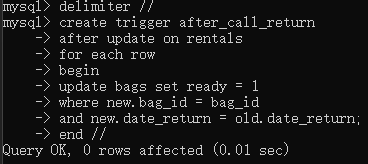 mysql> delimiter //
mysql> create trigger after_call_return
    -> after update on rentals
    -> for each row
    -> begin
    -> update bags set ready = 1
    -> where new.bag_id = bag_id
    -> and new.date_return = old.date_return;
    -> end //
Query OK, 0 rows affected (0.01 sec)